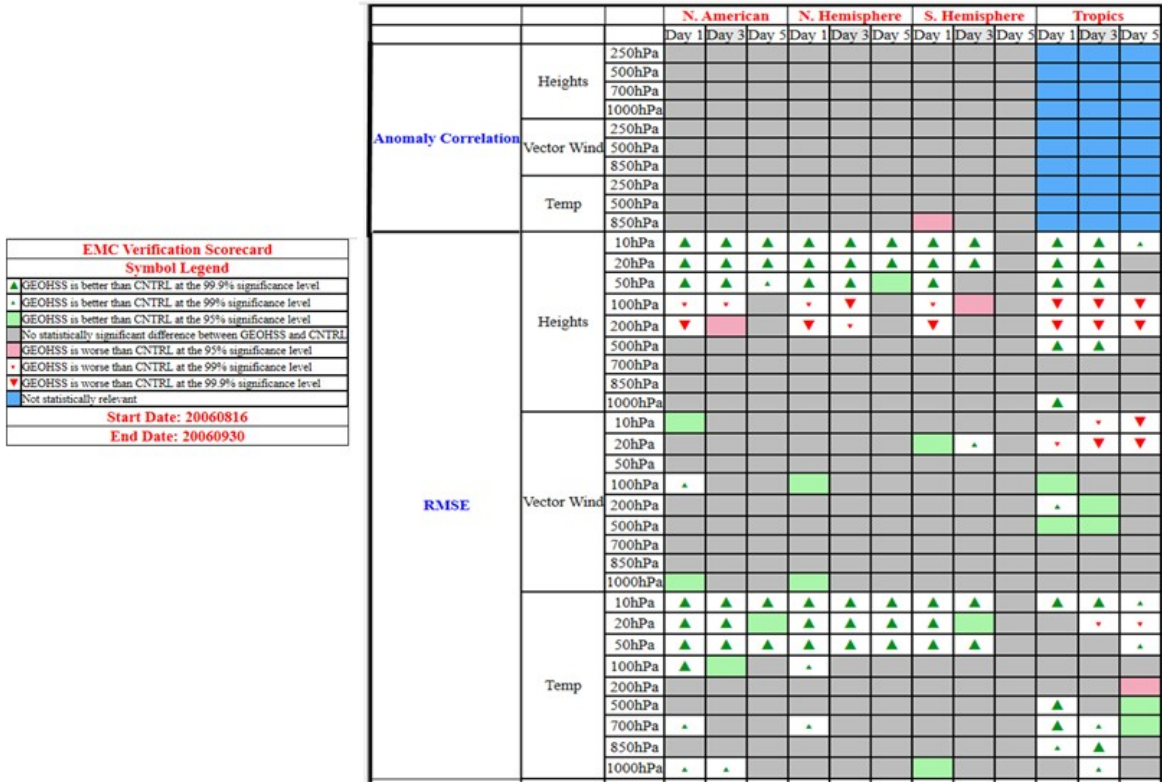 EMC Verification Scorecard
Symbol Legend
GEOHSS is better than CNTRL at the 99.9% significance level
GEOHSS is better than CNTRL at the 99% significance level
GEOHSS is better than CNTRL at the 95% significance level
No statistically significant difference between GEOHSS and CNTRL
GEOHSS is worse than CNTRL at the 95% significance level
GEOHSS is worse than CNTRL at the 99% significance level
GEOHSS is worse than CNTRL at the 99.9% significance level
Not statistically relevant
Start Date: 20060816
End Date: 20060930
N. American N. Hemisphere S. Hemisphere Tropics
Day 1 Day 3 Day 5 Day 1 Day 3 Day 5 Day 1 Day 3 Day 5 Day 1 Day 3 Day 5
Anomaly Correlation
Heights
250hPa
500hPa
700hPa
1000hPa
Vector Wind
250hPa
500hPa
850hPa
Temp
250hPa
500hPa
850hPa
RMSE
Heights
10hPa
20hPa
50hPa
100hPa
200hPa
500hPa
700hPa
850hPa
1000hPa
Vector Wind
10hPa
20hPa
50hPa
100hPa
200hPa
500hPa
700hPa
850hPa
1000hPa
Temp
10hPa
20hPa
50hPa
100hPa
200hPa
500hPa
700hPa
850hPa
1000hPa